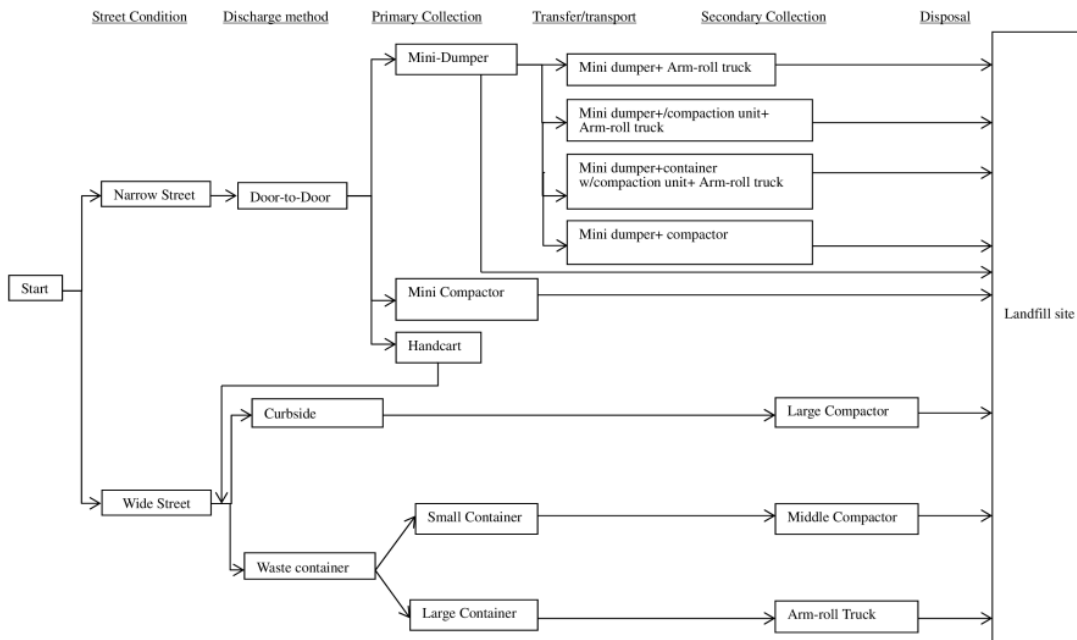 Street Condition
Discharge method
Primary Collection
Transfer/transport
Secondary Collection
Disposal
Mini-Dumper
Mini dumper+ Arm-roll truck
Mini dumper+/compaction unit+
Arm-roll truck
Mini dumper+container
w/compaction unit+ Arm-roll truck
Narrow Street
Door-to-Door
Mini dumper+ compactor
Start
Mini Compactor
Landfill site
Handcart
Curbside
Large Compactor
Wide Street
Small Container
Middle Compactor
Waste container
Large Container
Arm-roll Truck